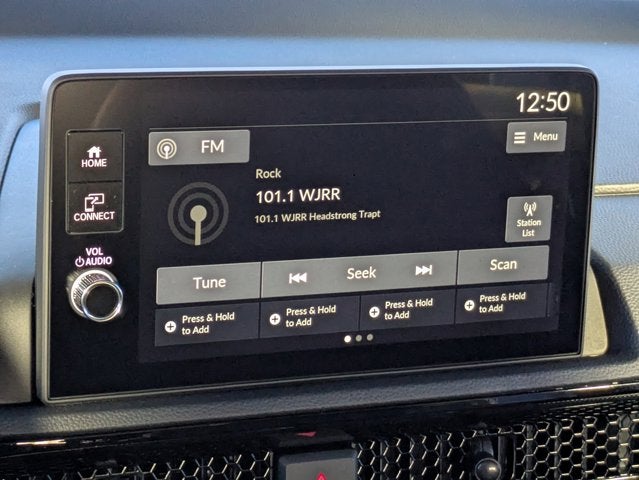 12:50
HOME
FM
Menu
Rock
101.1 WJRR
101.1 WJRR Headstrong Trapt
CONNECT
Station
List
VOL
AUDIO
Tune
Seek
Scan
Press & Hold
to Add
Press & Hold
to Add
Press & Hold
to Add
Press & Hold
to Add